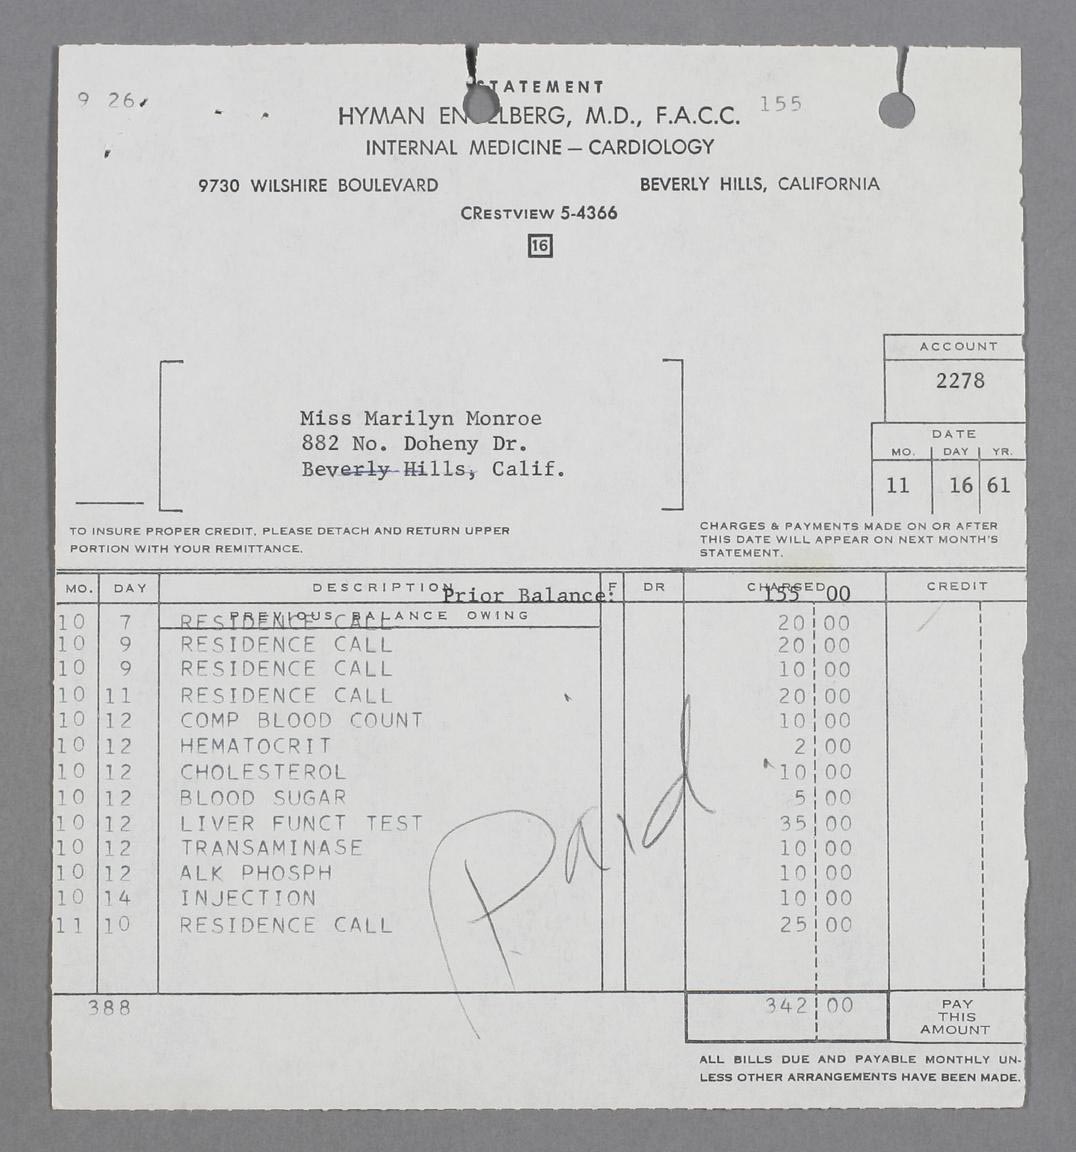 STATEMENT
9 26
HYMAN ENGELBERG, M.D., F.A.C.C.
155
INTERNAL MEDICINE — CARDIOLOGY
9730 WILSHIRE BOULEVARD BEVERLY HILLS, CALIFORNIA
CRESTVIEW 5-4366
16
ACCOUNT
2278
Miss Marilyn Monroe
882 No. Doheny Dr.
Beverly Hills, Calif.
DATE
MO. DAY YR.
11 16 61
TO INSURE PROPER CREDIT, PLEASE DETACH AND RETURN UPPER
PORTION WITH YOUR REMITTANCE.
CHARGES & PAYMENTS MADE ON OR AFTER
THIS DATE WILL APPEAR ON NEXT MONTH'S
STATEMENT.
MO. DAY DESCRIPTION F DR CHARGED CREDIT
Prior Balance: 155 00
PREVIOUS BALANCE OWING
10 7 RESIDENCE CALL 20 00
10 9 RESIDENCE CALL 20 00
10 9 RESIDENCE CALL 10 00
10 11 RESIDENCE CALL 20 00
10 12 COMP BLOOD COUNT 10 00
10 12 HEMATOCRIT 2 00
10 12 CHOLESTEROL 10 00
10 12 BLOOD SUGAR 5 00
10 12 LIVER FUNCT TEST 35 00
10 12 TRANSAMINASE 10 00
10 12 ALK PHOSPH 10 00
10 14 INJECTION 10 00
11 10 RESIDENCE CALL 25 00
Paid
388 342 00
PAY
THIS
AMOUNT
ALL BILLS DUE AND PAYABLE MONTHLY UN-
LESS OTHER ARRANGEMENTS HAVE BEEN MADE.